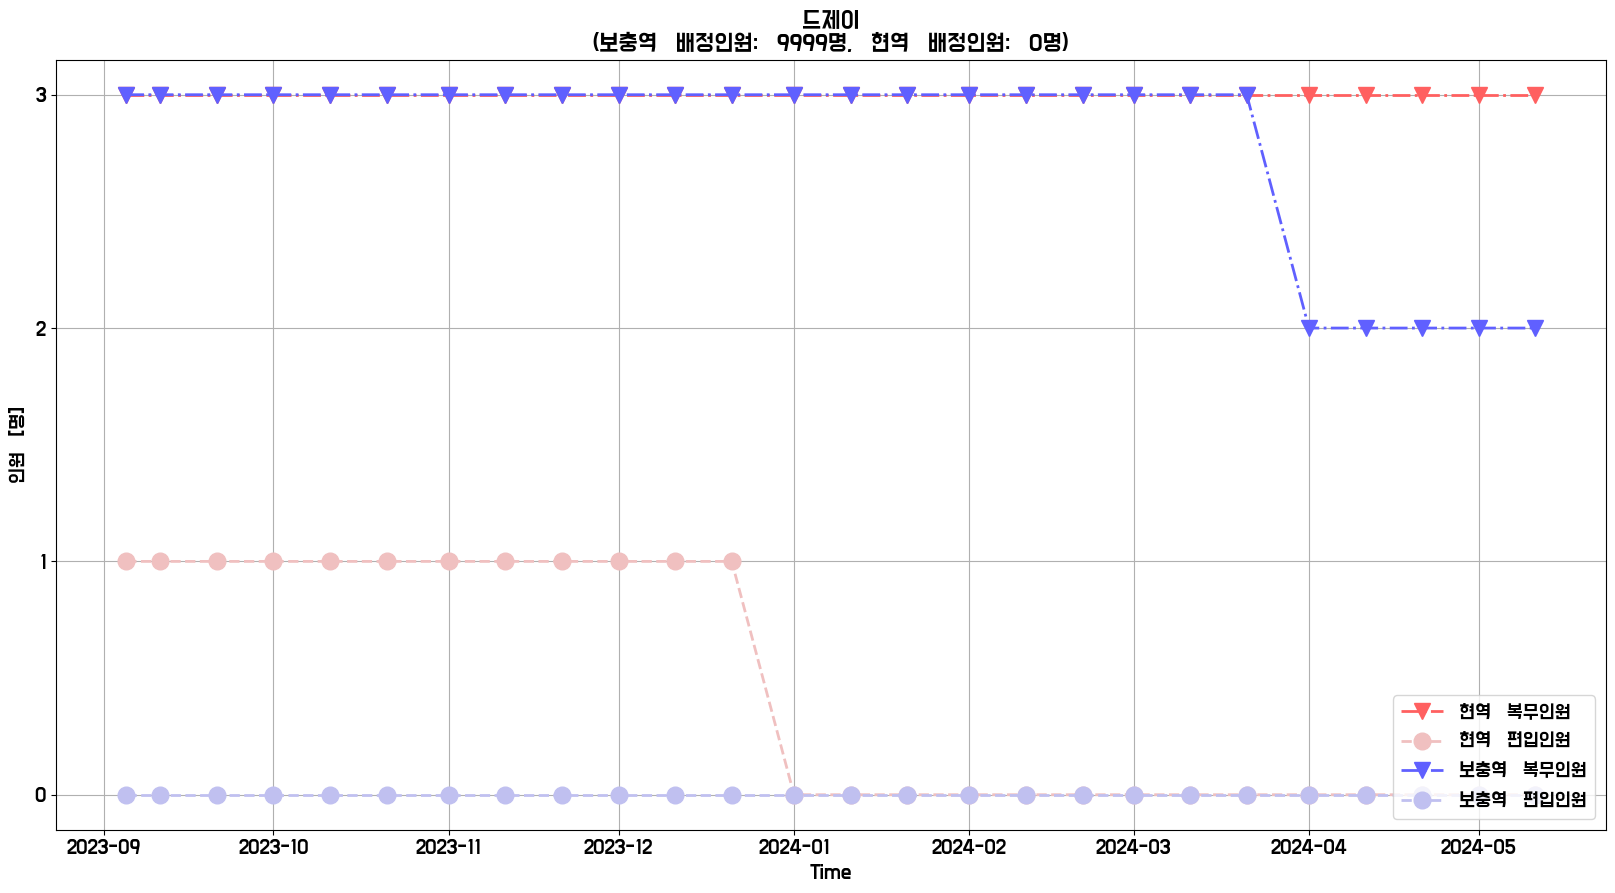 드제이
(보충역 배정인원: 9999명, 현역 배정인원: 0명)
3
2
1
0
인원 [명]
2023-09 2023-10 2023-11 2023-12 2024-01 2024-02 2024-03 2024-04 2024-05
Time
현역 복무인원
현역 편입인원
보충역 복무인원
보충역 편입인원